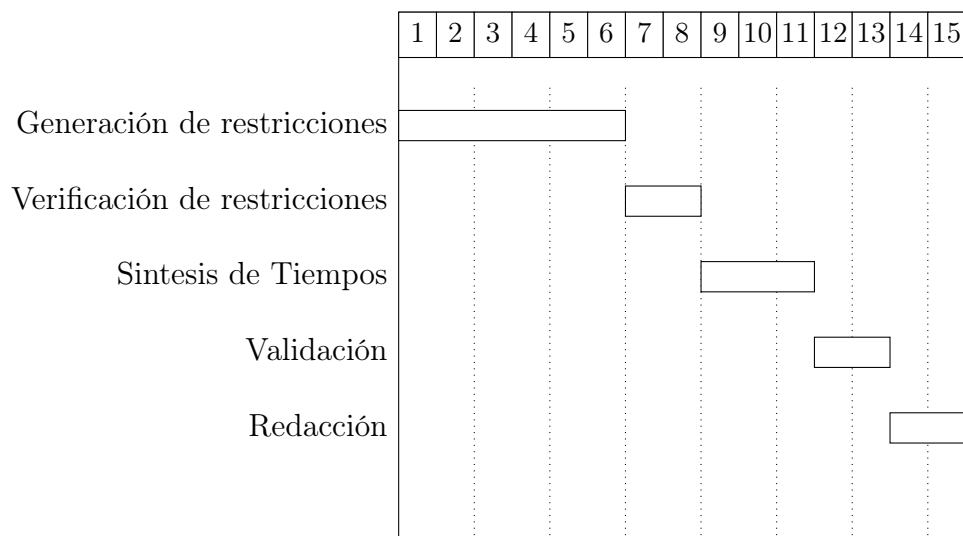 1 2 3 4 5 6 7 8 9 10 11 12 13 14 15
Generación de restricciones
Verificación de restricciones
Sintesis de Tiempos
Validación
Redacción